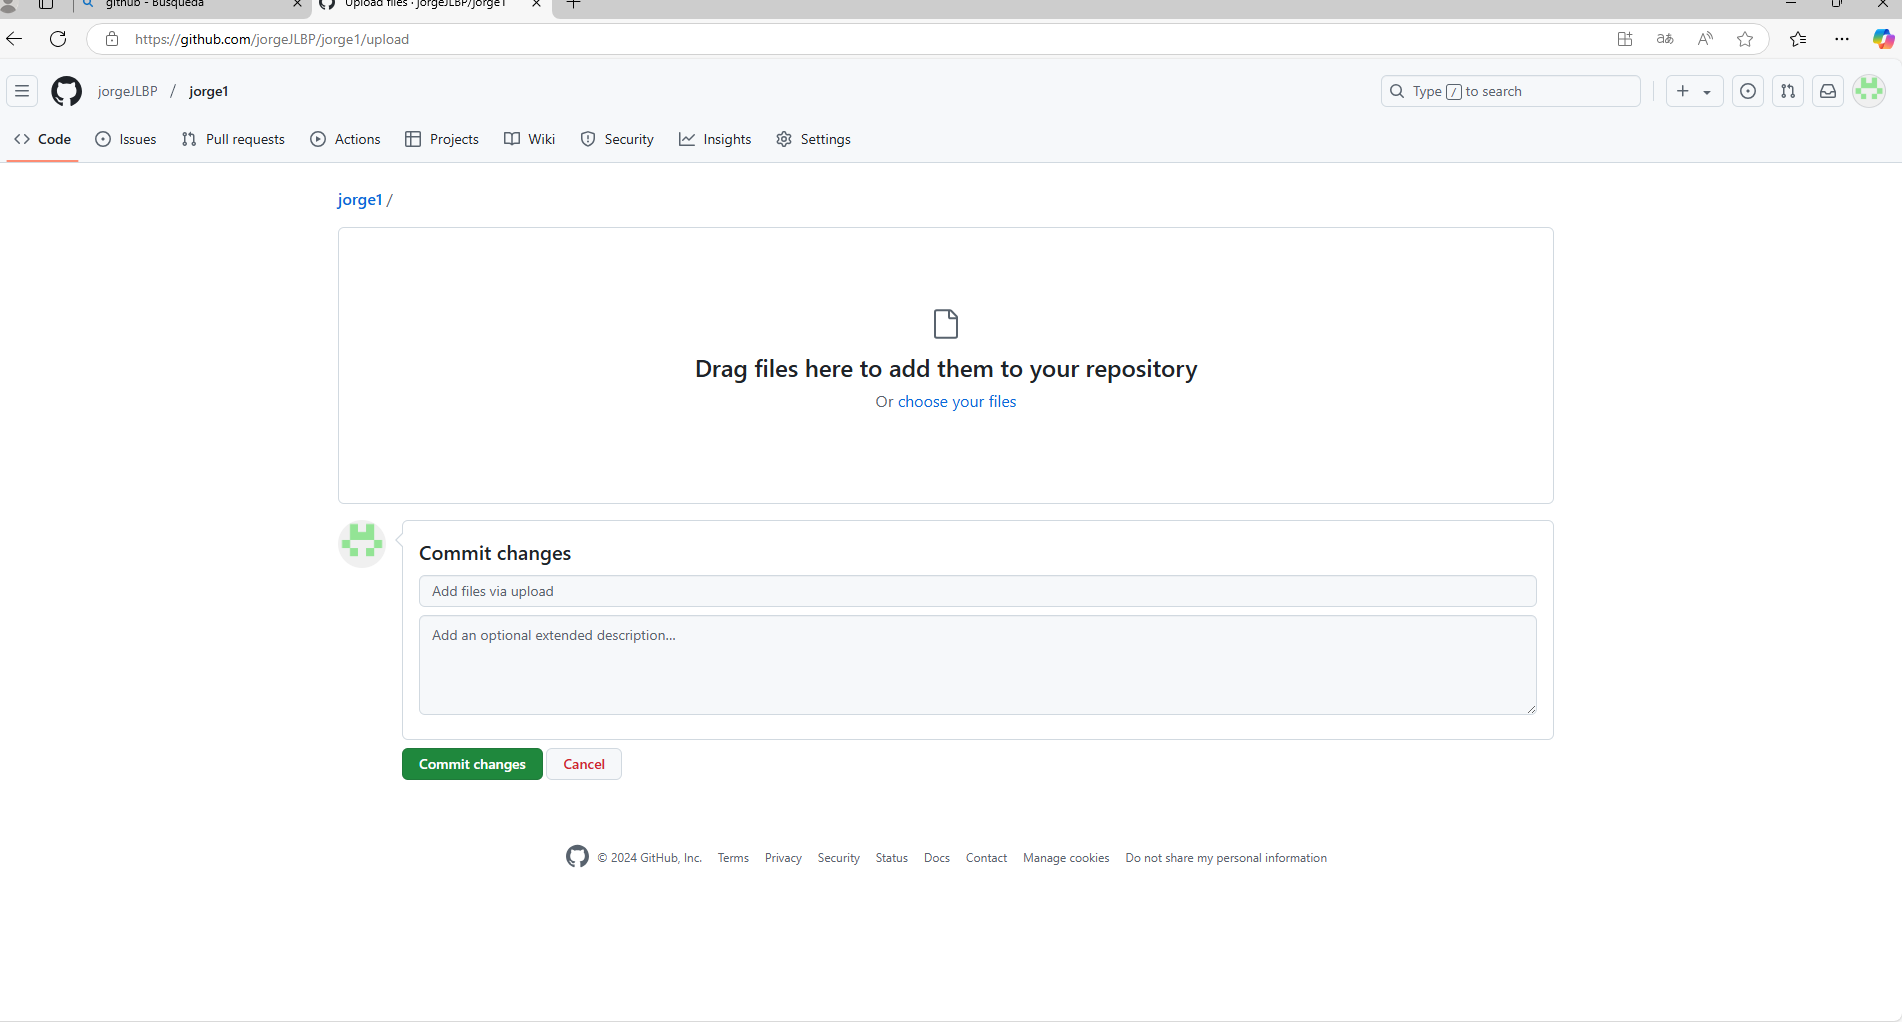 github - Búsqueda
Upload files · jorgeJLBP/jorge1
https://github.com/jorgeJLBP/jorge1/upload
jorgeJLBP / jorge1
Type / to search
Code Issues Pull requests Actions Projects Wiki Security Insights Settings
jorge1 /
Drag files here to add them to your repository
Or choose your files
Commit changes
Add files via upload
Add an optional extended description...
Commit changes Cancel
© 2024 GitHub, Inc. Terms Privacy Security Status Docs Contact Manage cookies Do not share my personal information